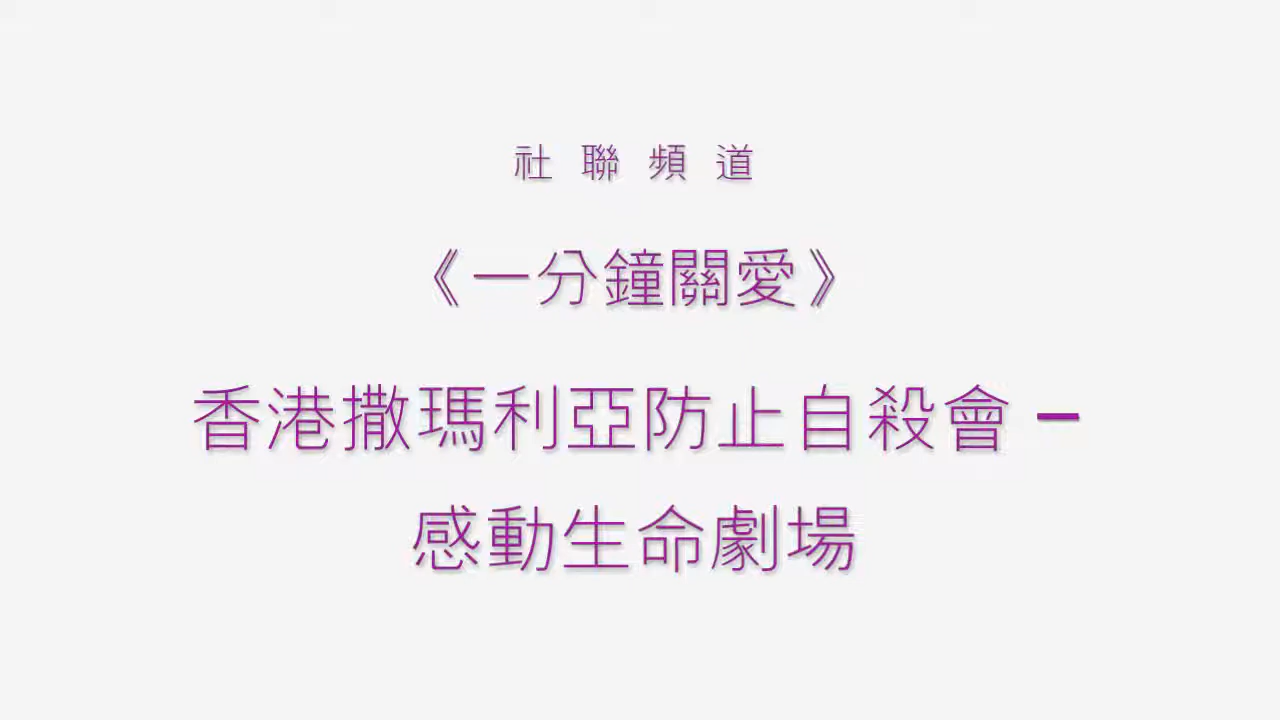 社聯頻道
《一分鐘關愛》
香港撒瑪利亞防止自殺會 –
感動生命劇場